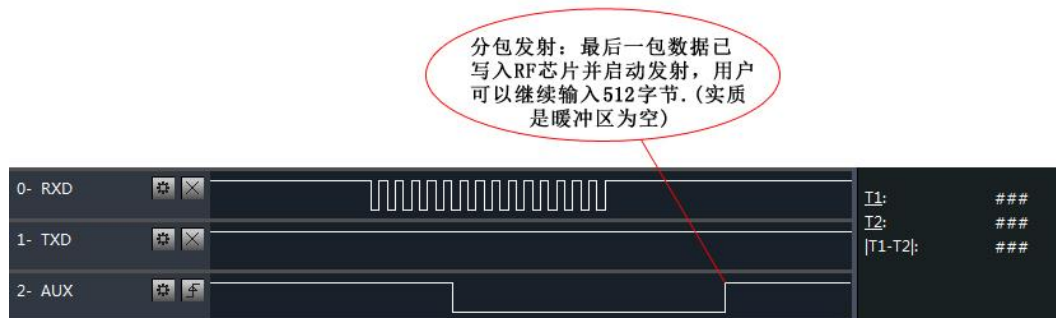 分包发射：最后一包数据已
写入RF芯片并启动发射，用户
可以继续输入512字节.(实质
是暖冲区为空)
0- RXD
T1: ###
1- TXD
T2: ###
|T1-T2|: ###
2- AUX